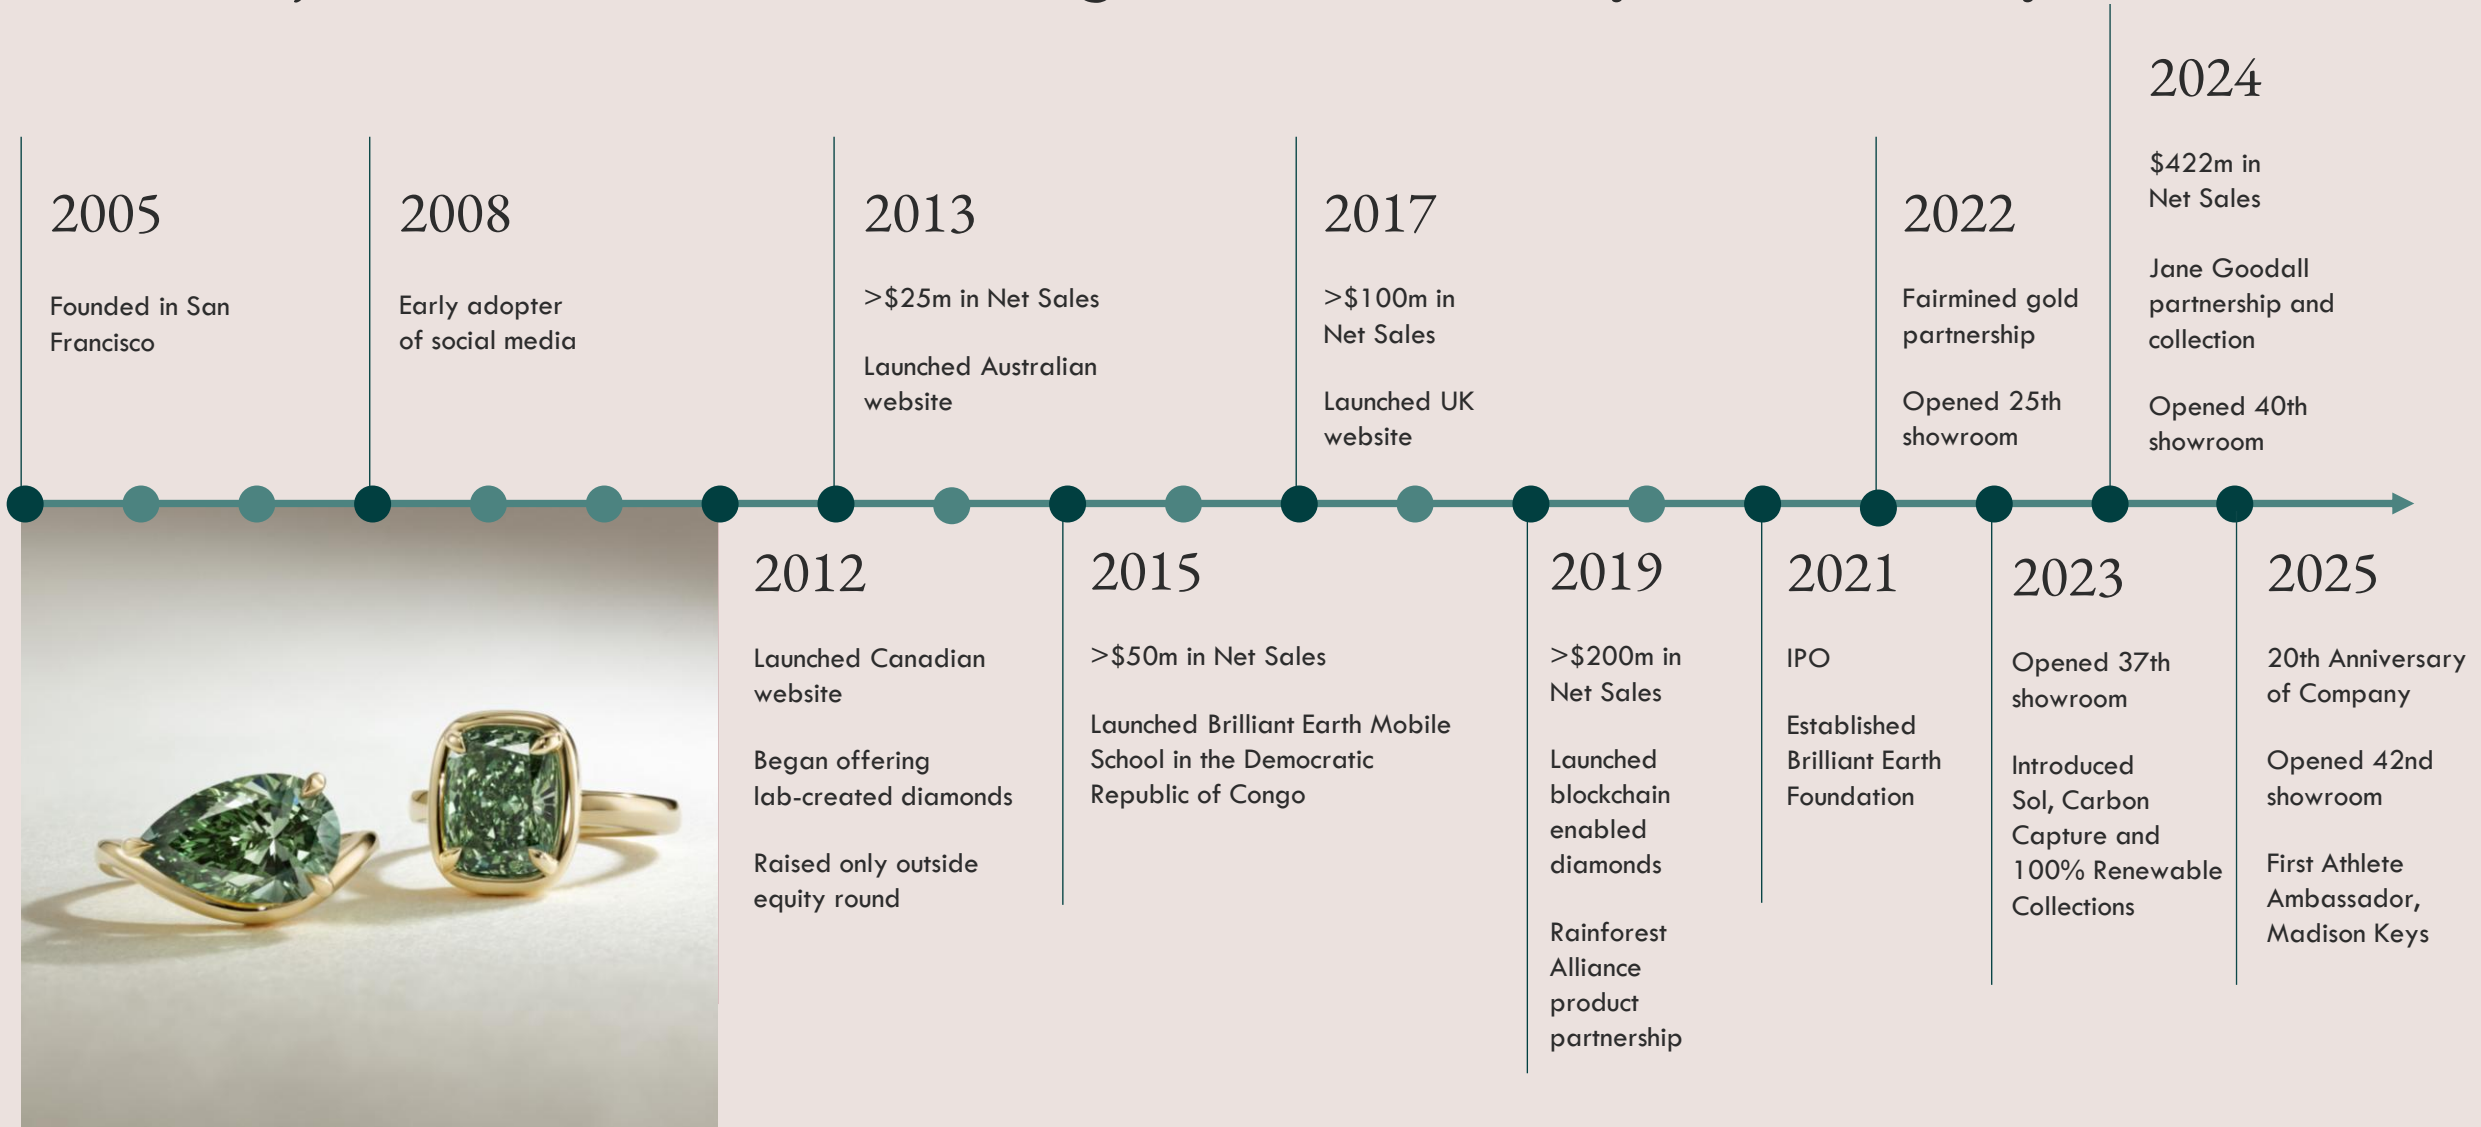 2005
Founded in San
Francisco
2008
Early adopter
of social media
2012
Launched Canadian
website
Began offering
lab-created diamonds
Raised only outside
equity round
2013
>$25m in Net Sales
Launched Australian
website
2015
>$50m in Net Sales
Launched Brilliant Earth Mobile
School in the Democratic
Republic of Congo
2017
>$100m in
Net Sales
Launched UK
website
2019
>$200m in
Net Sales
Launched
blockchain
enabled
diamonds
Rainforest
Alliance
product
partnership
2021
IPO
Established
Brilliant Earth
Foundation
2022
Fairmined gold
partnership
Opened 25th
showroom
2023
Opened 37th
showroom
Introduced
Sol, Carbon
Capture and
100% Renewable
Collections
2024
$422m in
Net Sales
Jane Goodall
partnership and
collection
Opened 40th
showroom
2025
20th Anniversary
of Company
Opened 42nd
showroom
First Athlete
Ambassador,
Madison Keys